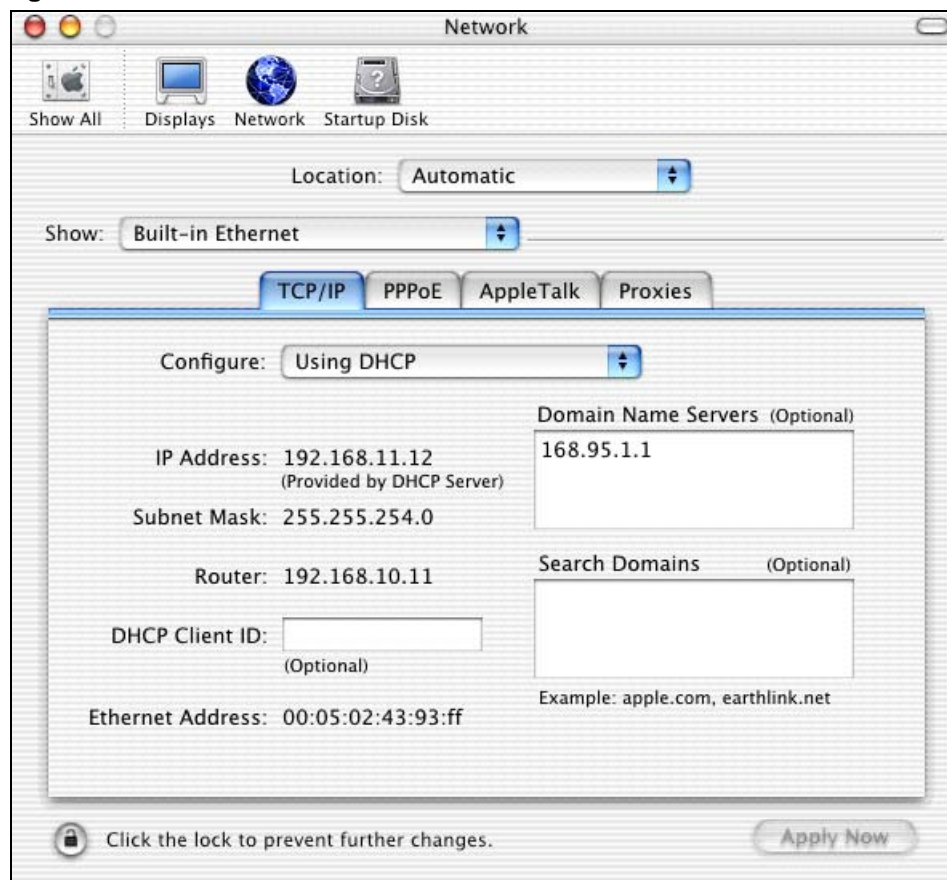 Network
Show All Displays Network Startup Disk
Location: Automatic
Show: Built-in Ethernet
TCP/IP PPPoE AppleTalk Proxies
Configure: Using DHCP
Domain Name Servers (Optional)
168.95.1.1
IP Address: 192.168.11.12
(Provided by DHCP Server)
Subnet Mask: 255.255.254.0
Router: 192.168.10.11
Search Domains (Optional)
DHCP Client ID:
(Optional)
Example: apple.com, earthlink.net
Ethernet Address: 00:05:02:43:93:ff
Click the lock to prevent further changes.
Apply Now